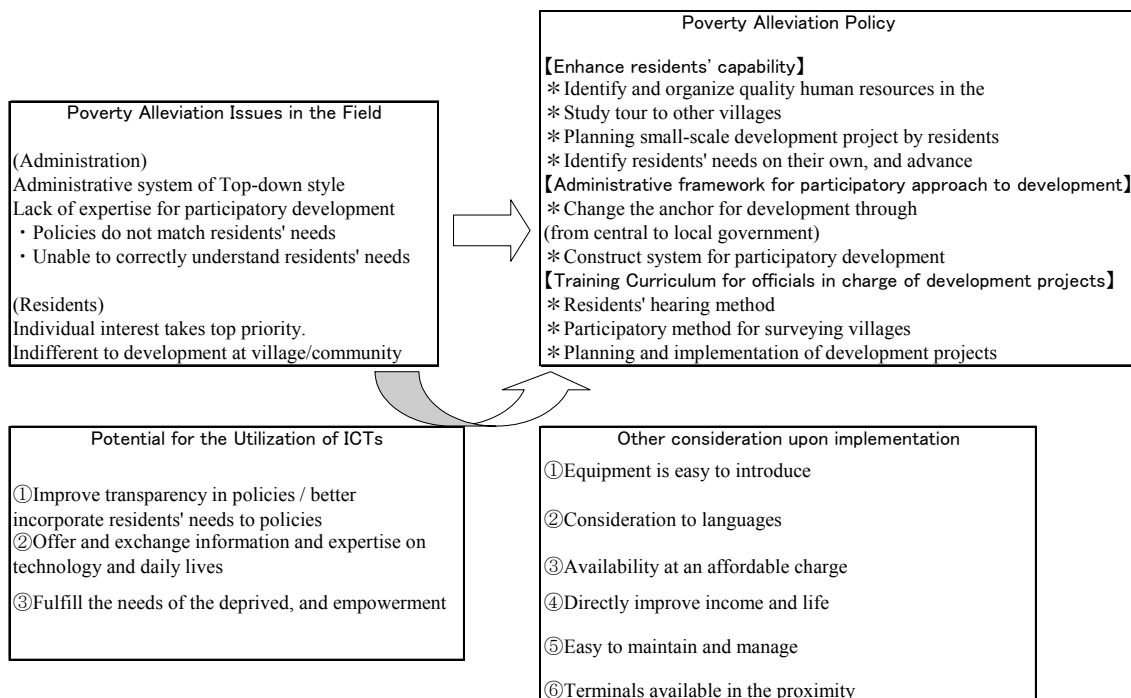 Poverty Alleviation Issues in the Field
(Administration)
Administrative system of Top-down style
Lack of expertise for participatory development
・Policies do not match residents' needs
・Unable to correctly understand residents' needs
(Residents)
Individual interest takes top priority.
Indifferent to development at village/community
Poverty Alleviation Policy
【Enhance residents' capability】
＊Identify and organize quality human resources in the
＊Study tour to other villages
＊Planning small-scale development project by residents
＊Identify residents' needs on their own, and advance
【Administrative framework for participatory approach to development】
＊Change the anchor for development through
(from central to local government)
＊Construct system for participatory development
【Training Curriculum for officials in charge of development projects】
＊Residents' hearing method
＊Participatory method for surveying villages
＊Planning and implementation of development projects
Potential for the Utilization of ICTs
①Improve transparency in policies / better
incorporate residents' needs to policies
②Offer and exchange information and expertise on
technology and daily lives
③Fulfill the needs of the deprived, and empowerment
Other consideration upon implementation
①Equipment is easy to introduce
②Consideration to languages
③Availability at an affordable charge
④Directly improve income and life
⑤Easy to maintain and manage
⑥Terminals available in the proximity